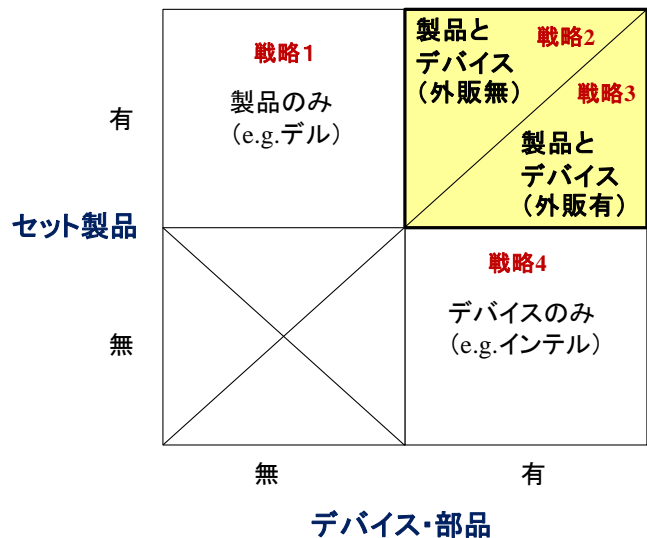 戦略1
製品のみ
（e.g.デル）
製品と
デバイス
（外販無）
戦略2
戦略3
製品と
デバイス
（外販有）
有
セット製品
無
戦略4
デバイスのみ
（e.g.インテル）
無
有
デバイス・部品